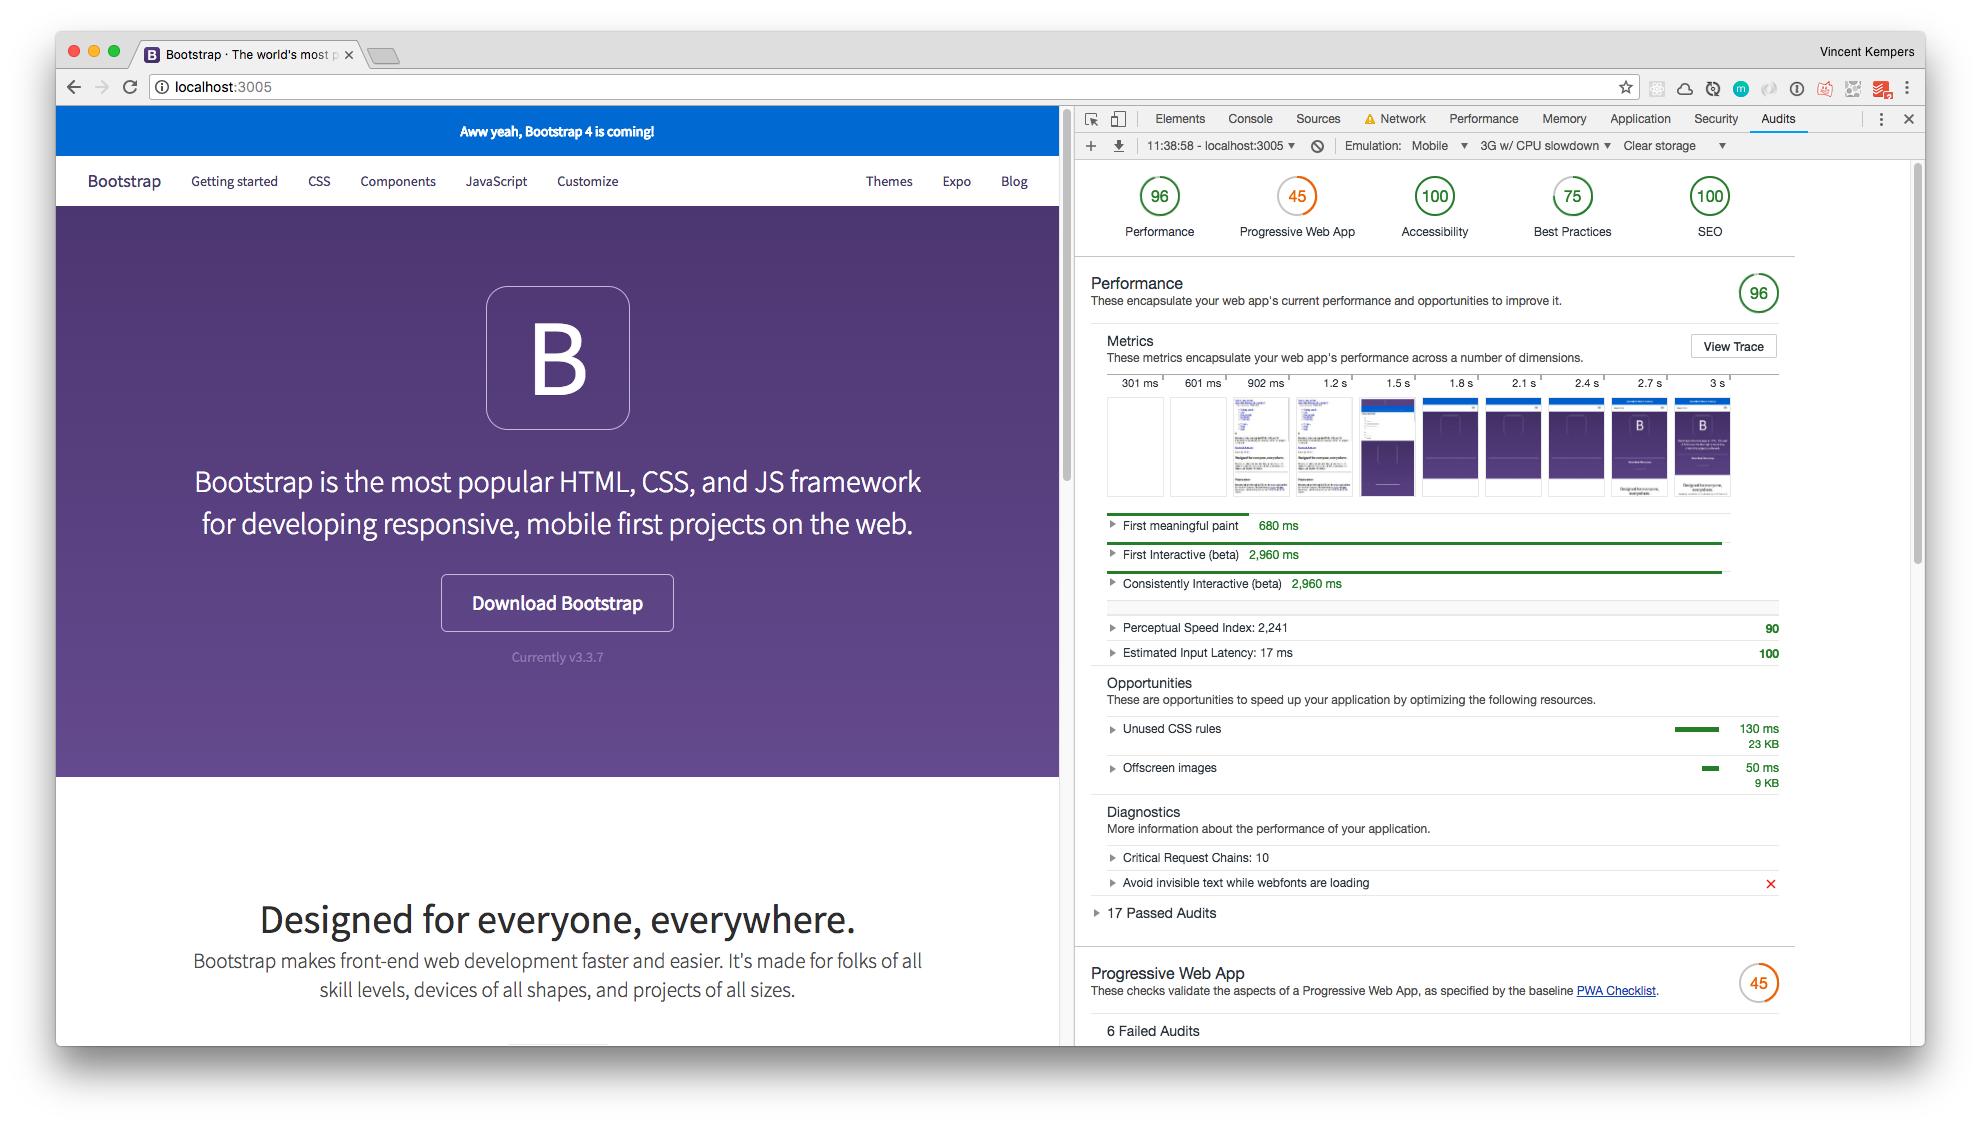 Bootstrap · The world's most p
Vincent Kempers
localhost:3005
Aww yeah, Bootstrap 4 is coming!
Bootstrap Getting started CSS Components JavaScript Customize Themes Expo Blog
B
Bootstrap is the most popular HTML, CSS, and JS framework
for developing responsive, mobile first projects on the web.
Download Bootstrap
Currently v3.3.7
Designed for everyone, everywhere.
Bootstrap makes front-end web development faster and easier. It's made for folks of all
skill levels, devices of all shapes, and projects of all sizes.
Elements Console Sources Network Performance Memory Application Security Audits
11:38:58 - localhost:3005 Emulation: Mobile 3G w/ CPU slowdown Clear storage
96 45 100 75 100
Performance Progressive Web App Accessibility Best Practices SEO
Performance
These encapsulate your web app's current performance and opportunities to improve it.
96
Metrics
These metrics encapsulate your web app's performance across a number of dimensions.
View Trace
301 ms 601 ms 902 ms 1.2 s 1.5 s 1.8 s 2.1 s 2.4 s 2.7 s 3 s
First meaningful paint 680 ms
First Interactive (beta) 2,960 ms
Consistently Interactive (beta) 2,960 ms
Perceptual Speed Index: 2,241 90
Estimated Input Latency: 17 ms 100
Opportunities
These are opportunities to speed up your application by optimizing the following resources.
Unused CSS rules 130 ms
23 KB
Offscreen images 50 ms
9 KB
Diagnostics
More information about the performance of your application.
Critical Request Chains: 10
Avoid invisible text while webfonts are loading
17 Passed Audits
Progressive Web App
These checks validate the aspects of a Progressive Web App, as specified by the baseline PWA Checklist.
45
6 Failed Audits